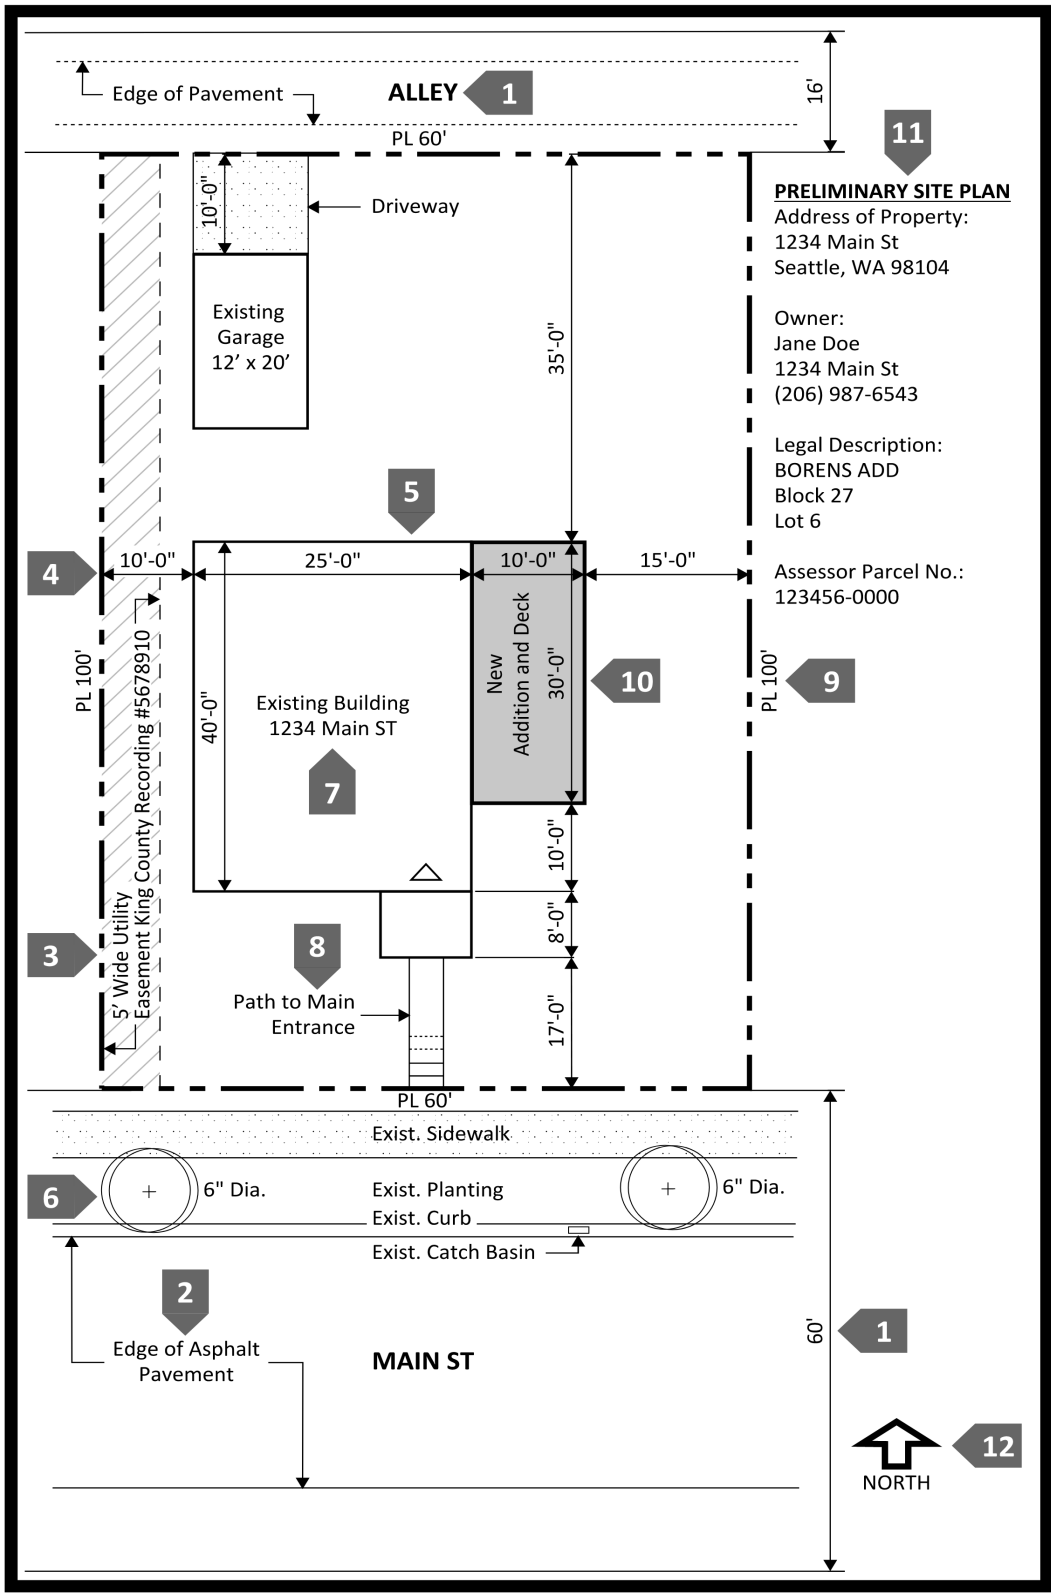 16'
Edge of Pavement
ALLEY
1
PL 60'
11
10'-0"
Driveway
PRELIMINARY SITE PLAN
Address of Property:
1234 Main St
Seattle, WA 98104
Existing
Garage
12’ x 20’
35'-0"
Owner:
Jane Doe
1234 Main St
(206) 987-6543
Legal Description:
BORENS ADD
Block 27
Lot 6
5
4
10'-0"
25'-0"
10'-0"
15'-0"
Assessor Parcel No.:
123456-0000
PL 100'
5’ Wide Utility
Easement King County Recording #5678910
40'-0"
Existing Building
1234 Main ST
7
New
Addition and Deck
30'-0"
10
PL 100'
9
10'-0"
8'-0"
3
8
Path to Main
Entrance
17'-0"
PL 60'
Exist. Sidewalk
6
6" Dia.
Exist. Planting
6" Dia.
Exist. Curb
Exist. Catch Basin
2
Edge of Asphalt
Pavement
MAIN ST
60'
1
12
NORTH